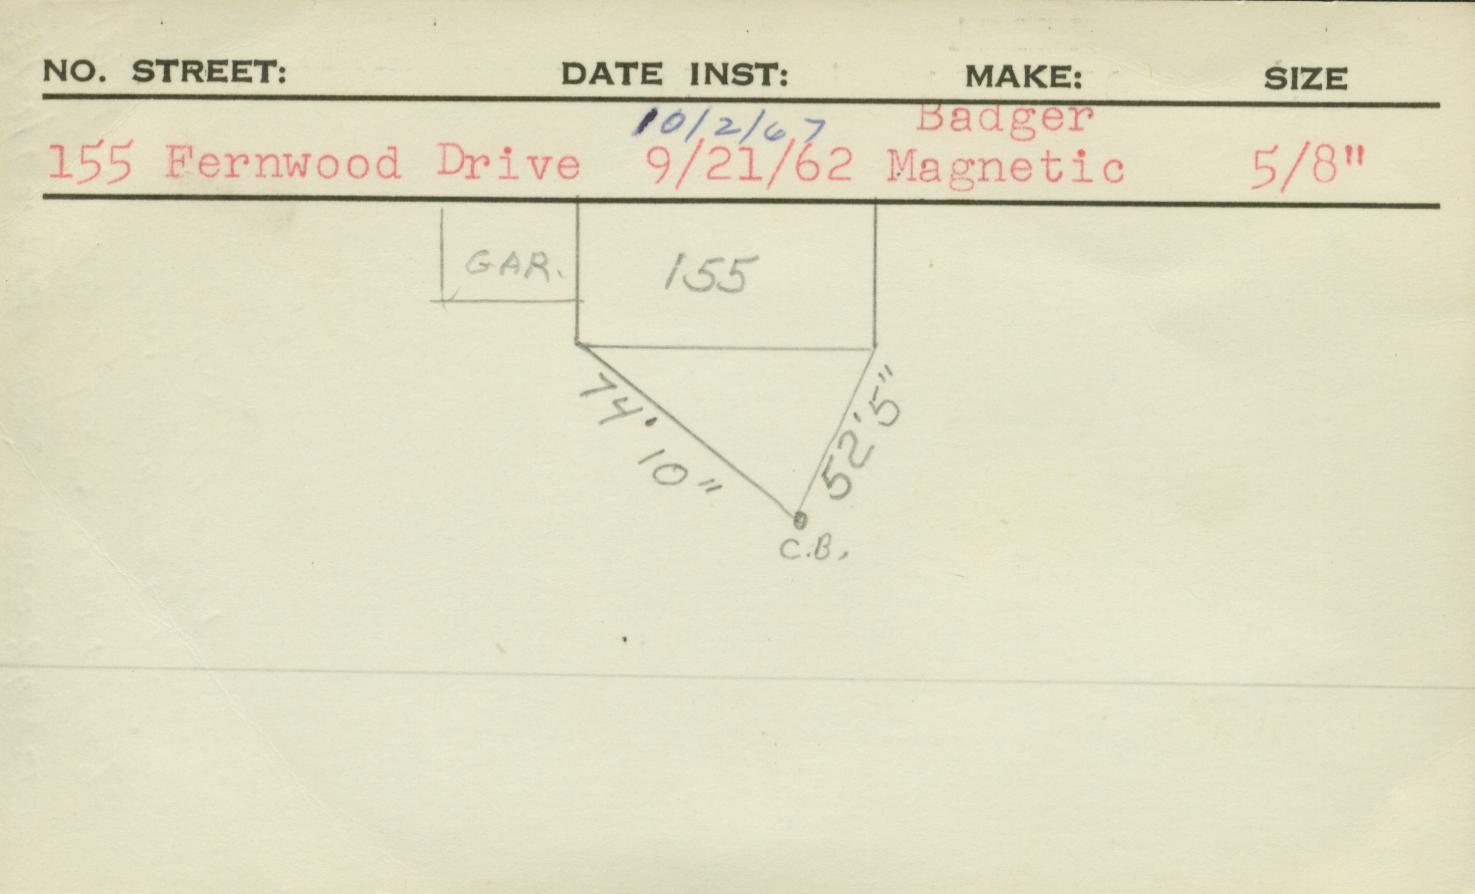 NO. STREET: DATE INST: MAKE: SIZE
10/2/67 Badger
155 Fernwood Drive 9/21/62 Magnetic 5/8"
GAR. 155
74' 10" 52'5"
C.B.